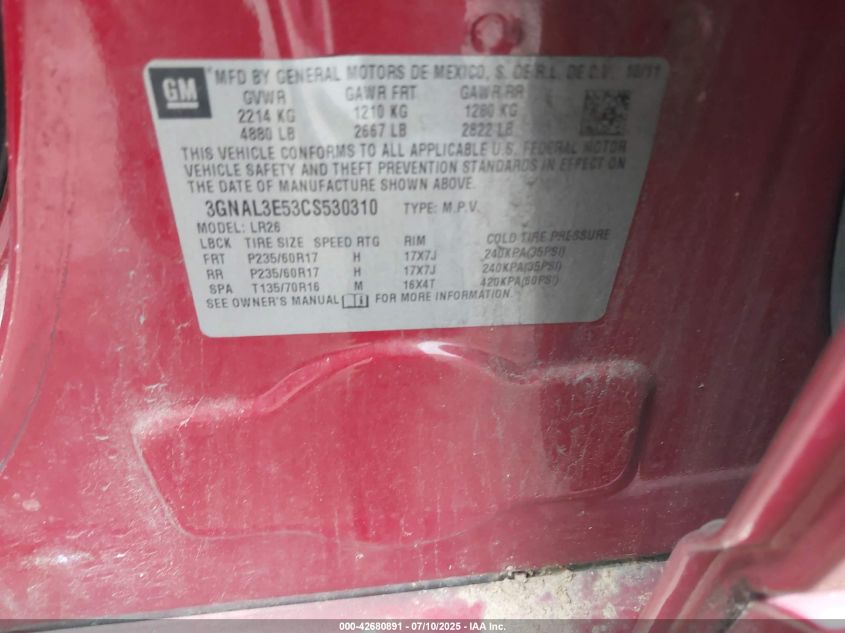 GM
MFD BY GENERAL MOTORS DE MEXICO, S. DE R.L. DE C.V. 10/11
GVWR GAWR FRT GAWR RR
2214 KG 1210 KG 1280 KG
4880 LB 2667 LB 2822 LB
THIS VEHICLE CONFORMS TO ALL APPLICABLE U.S. FEDERAL MOTOR
VEHICLE SAFETY AND THEFT PREVENTION STANDARDS IN EFFECT ON
THE DATE OF MANUFACTURE SHOWN ABOVE.
3GNAL3E53CS530310 TYPE: M.P.V.
MODEL: LR26
LBCK TIRE SIZE SPEED RTG RIM COLD TIRE PRESSURE
FRT P235/60R17 H 17X7J 240KPA(35PSI)
RR P235/60R17 H 17X7J 240KPA(35PSI)
SPA T135/70R16 M 16X4T 420KPA(60PSI)
SEE OWNER'S MANUAL FOR MORE INFORMATION.
000-42680891 - 07/10/2025 - IAA